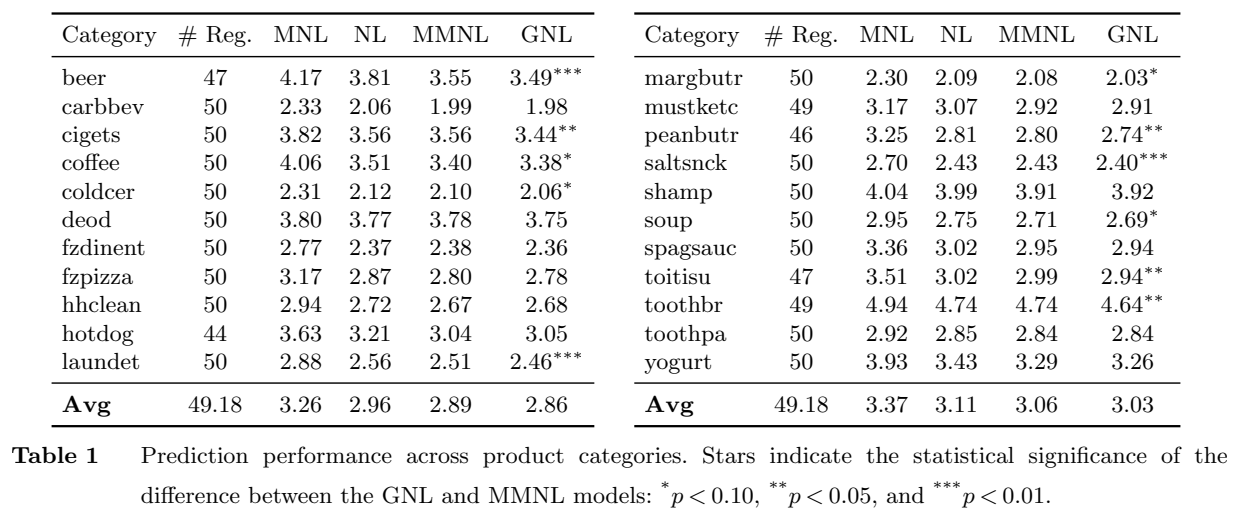 Category # Reg. MNL NL MMNL GNL
beer 47 4.17 3.81 3.55 3.49***
carbbev 50 2.33 2.06 1.99 1.98
cigets 50 3.82 3.56 3.56 3.44**
coffee 50 4.06 3.51 3.40 3.38*
coldcer 50 2.31 2.12 2.10 2.06*
deod 50 3.80 3.77 3.78 3.75
fzdinent 50 2.77 2.37 2.38 2.36
fzpizza 50 3.17 2.87 2.80 2.78
hhclean 50 2.94 2.72 2.67 2.68
hotdog 44 3.63 3.21 3.04 3.05
laundet 50 2.88 2.56 2.51 2.46***
Avg 49.18 3.26 2.96 2.89 2.86
Category # Reg. MNL NL MMNL GNL
margbutr 50 2.30 2.09 2.08 2.03*
mustketc 49 3.17 3.07 2.92 2.91
peanbutr 46 3.25 2.81 2.80 2.74**
saltsnck 50 2.70 2.43 2.43 2.40***
shamp 50 4.04 3.99 3.91 3.92
soup 50 2.95 2.75 2.71 2.69*
spagsauc 50 3.36 3.02 2.95 2.94
toitisu 47 3.51 3.02 2.99 2.94**
toothbr 49 4.94 4.74 4.74 4.64**
toothpa 50 2.92 2.85 2.84 2.84
yogurt 50 3.93 3.43 3.29 3.26
Avg 49.18 3.37 3.11 3.06 3.03
Table 1 Prediction performance across product categories. Stars indicate the statistical significance of the
difference between the GNL and MMNL models: *p < 0.10, **p < 0.05, and ***p < 0.01.